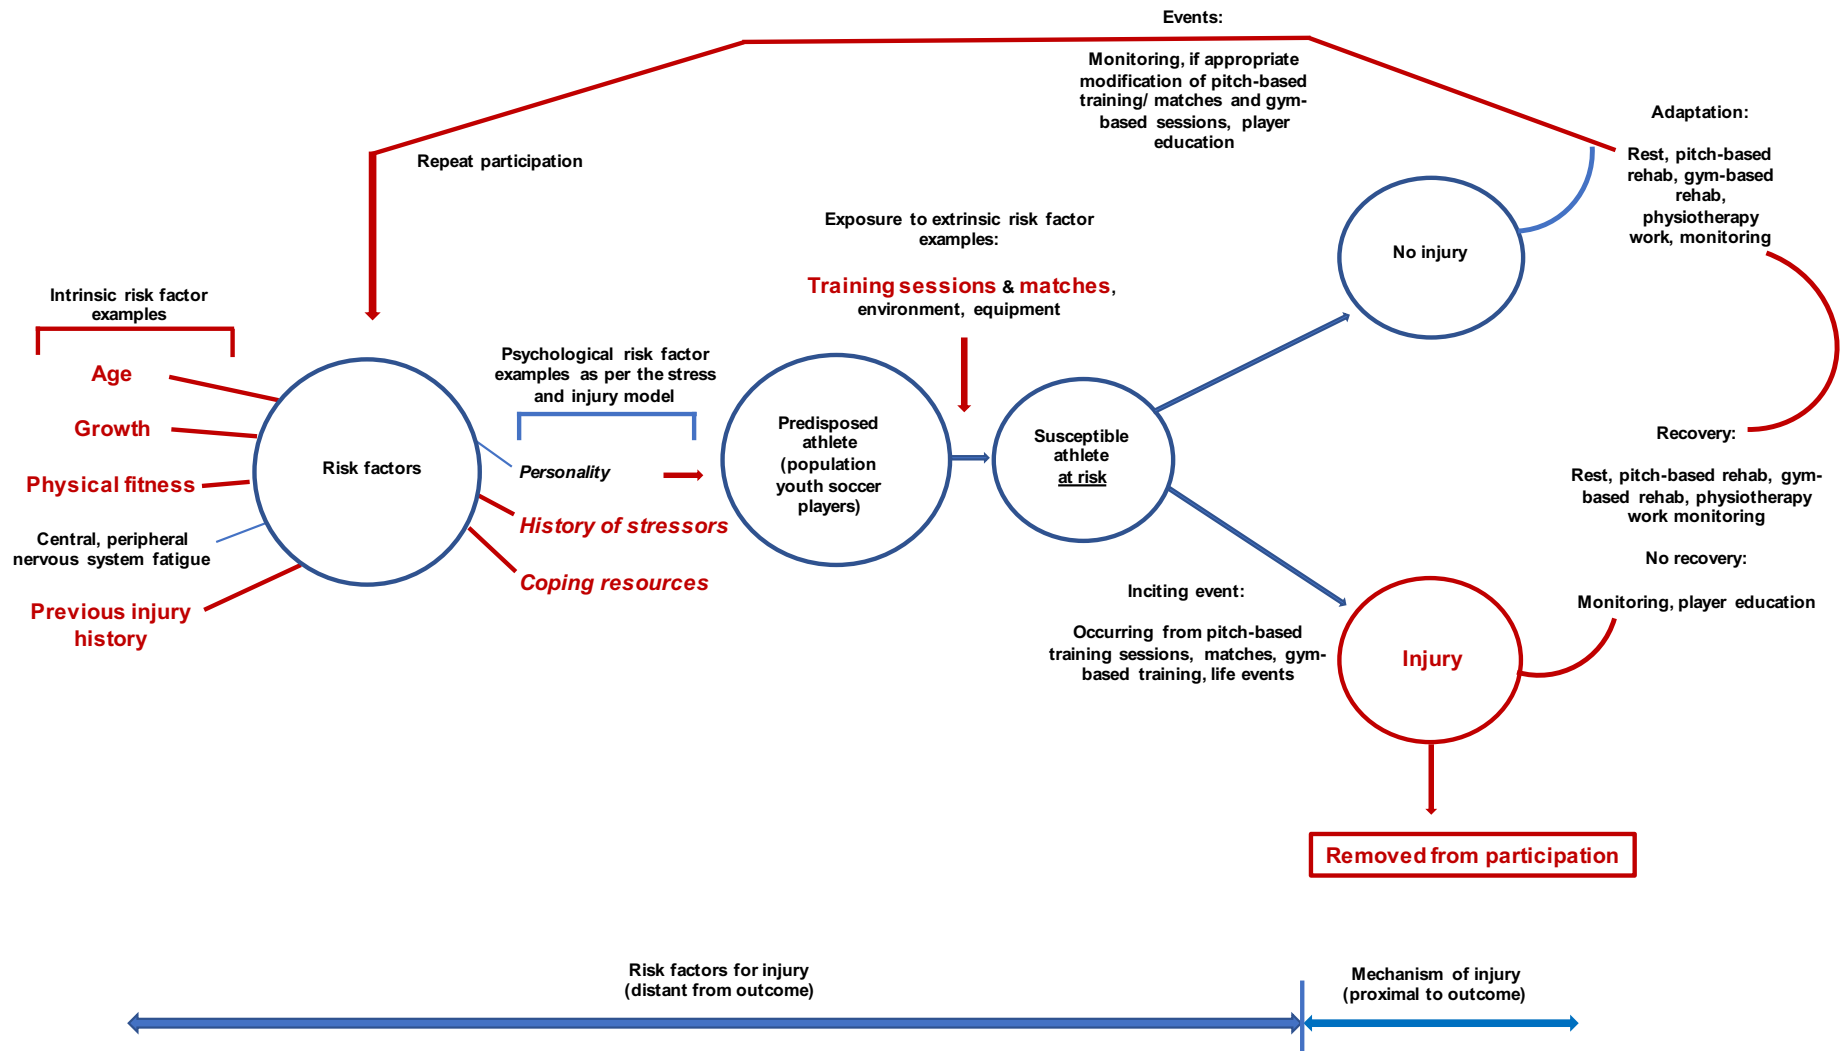 Events:
Monitoring, if appropriate
modification of pitch-based
training/ matches and gym-
based sessions, player
education
Adaptation:
Rest, pitch-based
rehab, gym-based
rehab,
physiotherapy
work, monitoring
Repeat participation
Exposure to extrinsic risk factor
examples:
Training sessions & matches,
environment, equipment
No injury
Intrinsic risk factor
examples
Age
Growth
Physical fitness
Central, peripheral
nervous system fatigue
Previous injury
history
Risk factors
Psychological risk factor
examples as per the stress
and injury model
Personality
History of stressors
Coping resources
Predisposed
athlete
(population
youth soccer
players)
Susceptible
athlete
at risk
Recovery:
Rest, pitch-based rehab, gym-
based rehab, physiotherapy
work monitoring
No recovery:
Monitoring, player education
Inciting event:
Occurring from pitch-based
training sessions, matches, gym-
based training, life events
Injury
Removed from participation
Risk factors for injury
(distant from outcome)
Mechanism of injury
(proximal to outcome)